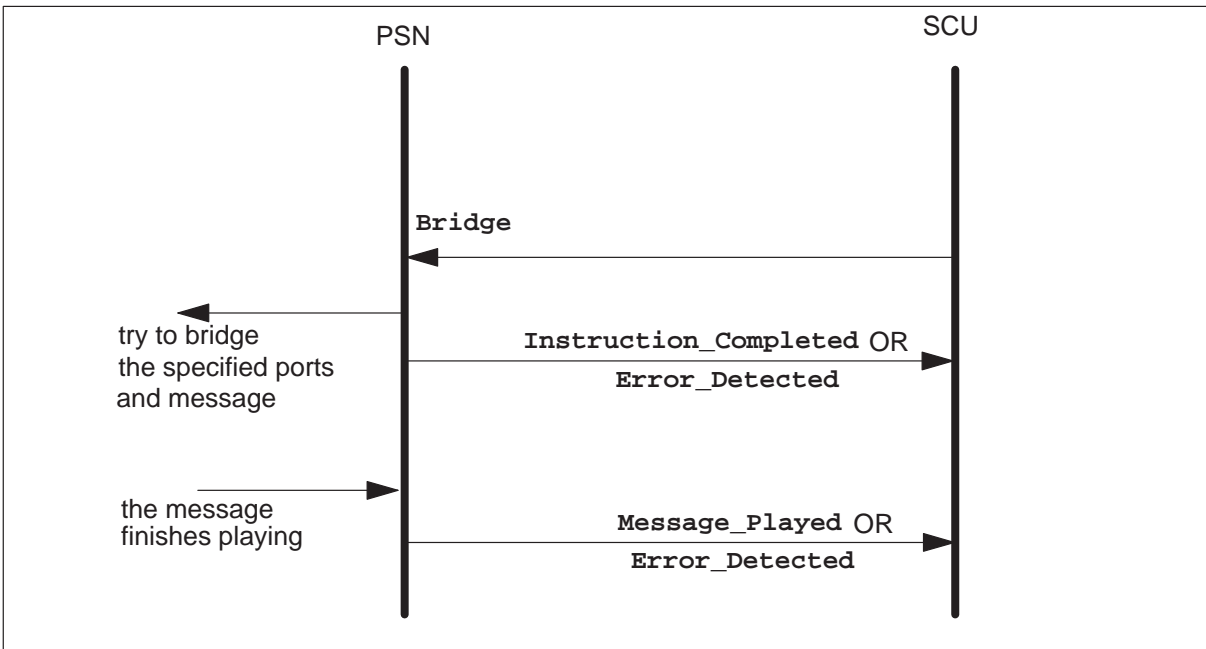 PSN
SCU
Bridge
try to bridge
the specified ports
and message
Instruction_Completed OR
Error_Detected
the message
finishes playing
Message_Played OR
Error_Detected